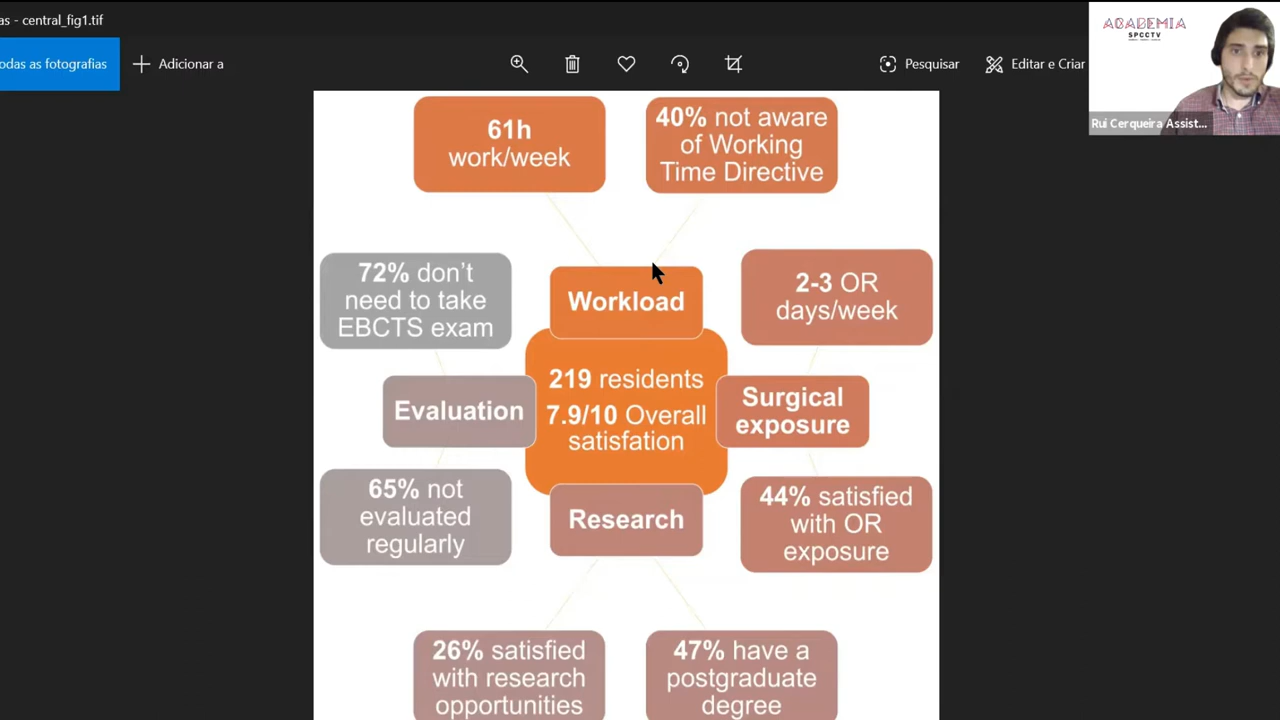 as - central_fig1.tif
odas as fotografias
Adicionar a
Pesquisar
Editar e Criar
ACADEMIA
SPCCTV
Rui Cerqueira Assist...
61h
work/week
40% not aware
of Working
Time Directive
72% don't
need to take
EBCTS exam
Workload
2-3 OR
days/week
219 residents
7.9/10 Overall
satisfation
Evaluation
Surgical
exposure
65% not
evaluated
regularly
Research
44% satisfied
with OR
exposure
26% satisfied
with research
opportunities
47% have a
postgraduate
degree